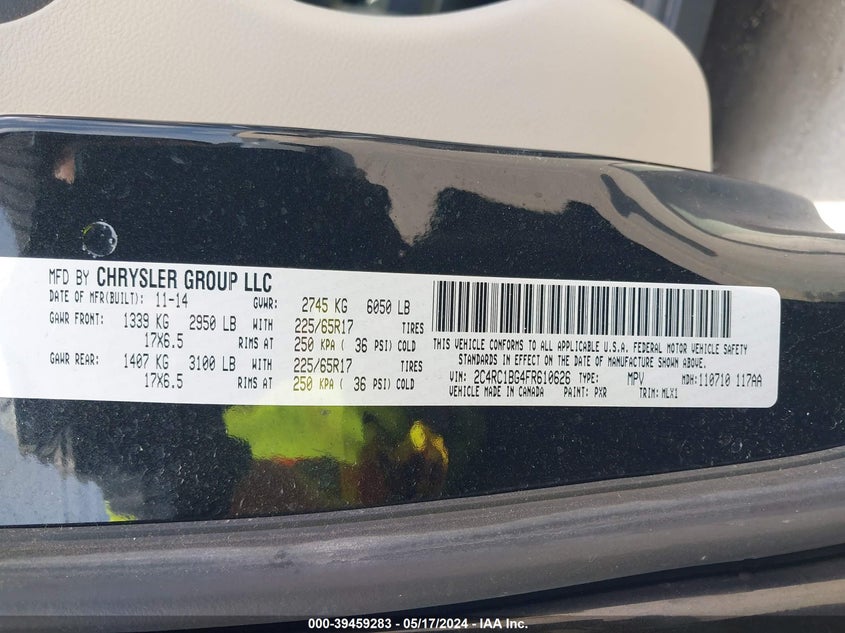 MFD BY CHRYSLER GROUP LLC
DATE OF MFR(BUILT): 11-14 GVWR: 2745 KG 6050 LB
GAWR FRONT: 1339 KG 2950 LB WITH 225/65R17 TIRES
17X6.5 RIMS AT 250 KPA ( 36 PSI) COLD
GAWR REAR: 1407 KG 3100 LB WITH 225/65R17 TIRES
17X6.5 RIMS AT 250 KPA ( 36 PSI) COLD
THIS VEHICLE CONFORMS TO ALL APPLICABLE U.S.A. FEDERAL MOTOR VEHICLE SAFETY
STANDARDS IN EFFECT ON THE DATE OF MANUFACTURE SHOWN ABOVE.
VIN: 2C4RC1BG4FR610626 TYPE: MPV MDH: 110710 117AA
VEHICLE MADE IN CANADA PAINT: PXR TRIM: MLX1
000-39459283 - 05/17/2024 - IAA Inc.